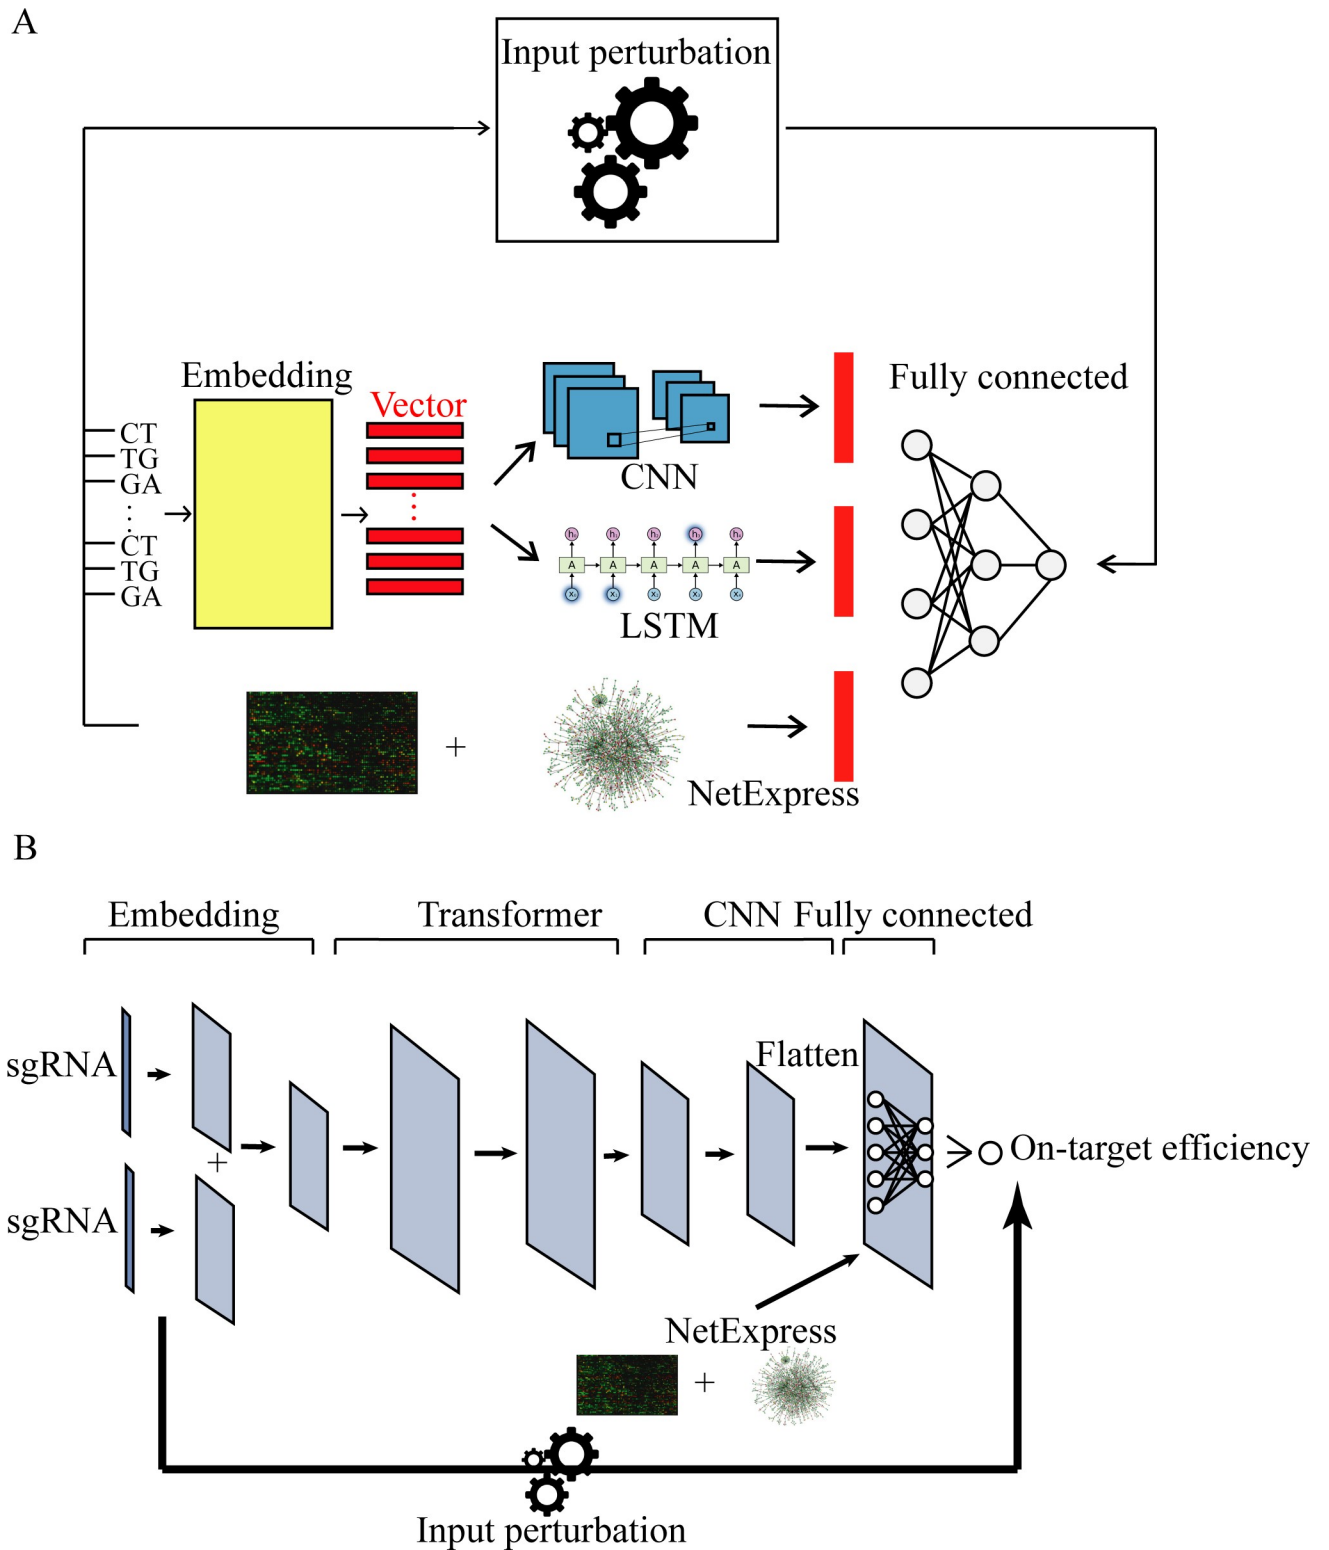 A
Input perturbation
Embedding
Vector
Fully connected
CT
TG
GA
CT
TG
GA
CNN
h₁
A A A A A
LSTM
+
NetExpress
B
Embedding
Transformer
CNN
Fully connected
sgRNA
Flatten
+
On-target efficiency
sgRNA
NetExpress
+
Input perturbation